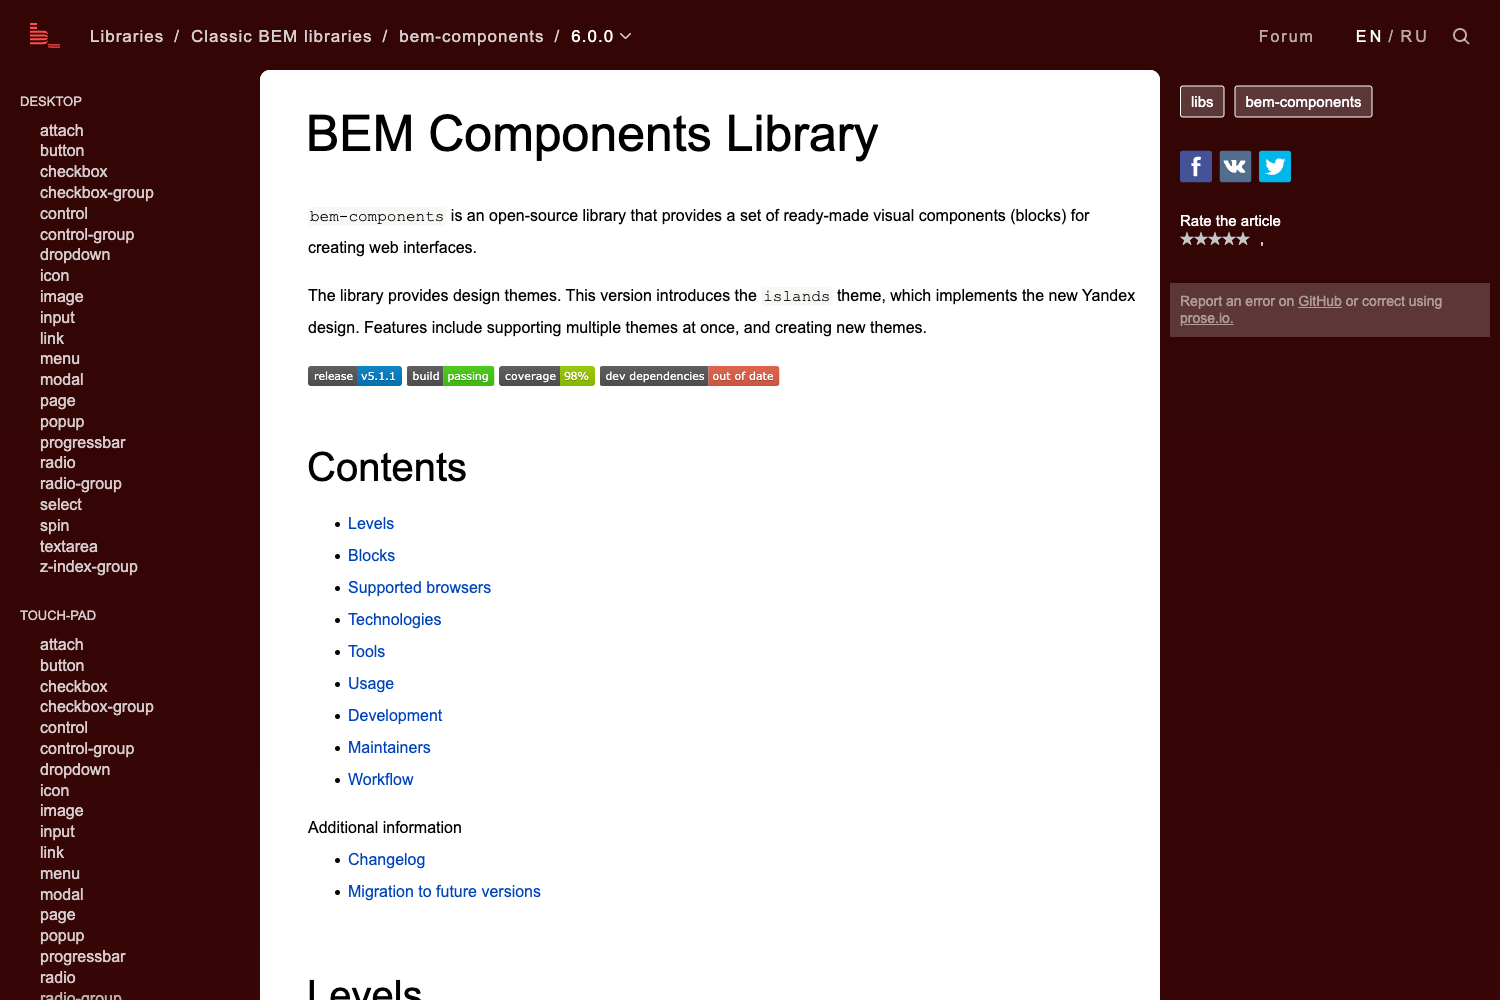 Libraries / Classic BEM libraries / bem-components / 6.0.0
Forum
EN / RU
DESKTOP
attach
button
checkbox
checkbox-group
control
control-group
dropdown
icon
image
input
link
menu
modal
page
popup
progressbar
radio
radio-group
select
spin
textarea
z-index-group
TOUCH-PAD
attach
button
checkbox
checkbox-group
control
control-group
dropdown
icon
image
input
link
menu
modal
page
popup
progressbar
radio
radio-group
BEM Components Library
bem-components is an open-source library that provides a set of ready-made visual components (blocks) for
creating web interfaces.
The library provides design themes. This version introduces the islands theme, which implements the new Yandex
design. Features include supporting multiple themes at once, and creating new themes.
release v5.1.1 build passing coverage 98% dev dependencies out of date
Contents
• Levels
• Blocks
• Supported browsers
• Technologies
• Tools
• Usage
• Development
• Maintainers
• Workflow
Additional information
• Changelog
• Migration to future versions
Levels
libs bem-components
Rate the article
★★★★★ ,
Report an error on GitHub or correct using
prose.io.